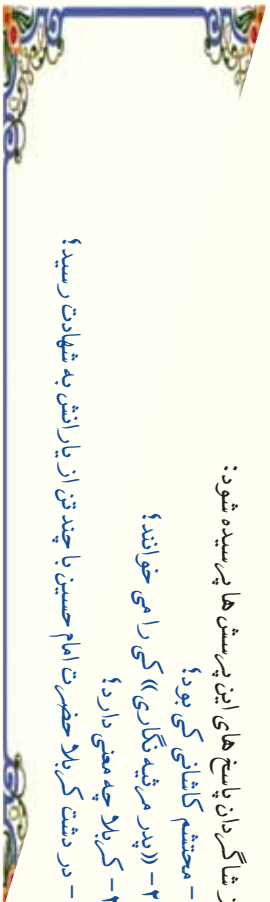 ز شاگردان پاسخ های این پرسش ها پرسیده شود:
- محتشم کاشانی کی بود؟
۳- ((پدر مرثیه نگاری)) کی را می خوانند؟
- کربلا چه معنی دارد؟
- در دشت کربلا حضرت امام حسین با چند تن از یارانش به شهادت رسید؟